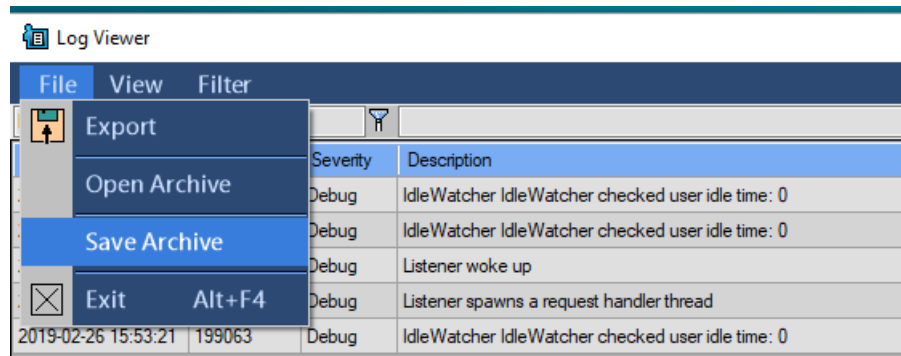 Log Viewer
File View Filter
Export
Severity Description
Open Archive
Debug IdleWatcher IdleWatcher checked user idle time: 0
Debug IdleWatcher IdleWatcher checked user idle time: 0
Save Archive
Debug Listener woke up
Exit Alt+F4
Debug Listener spawns a request handler thread
2019-02-26 15:53:21 199063 Debug IdleWatcher IdleWatcher checked user idle time: 0